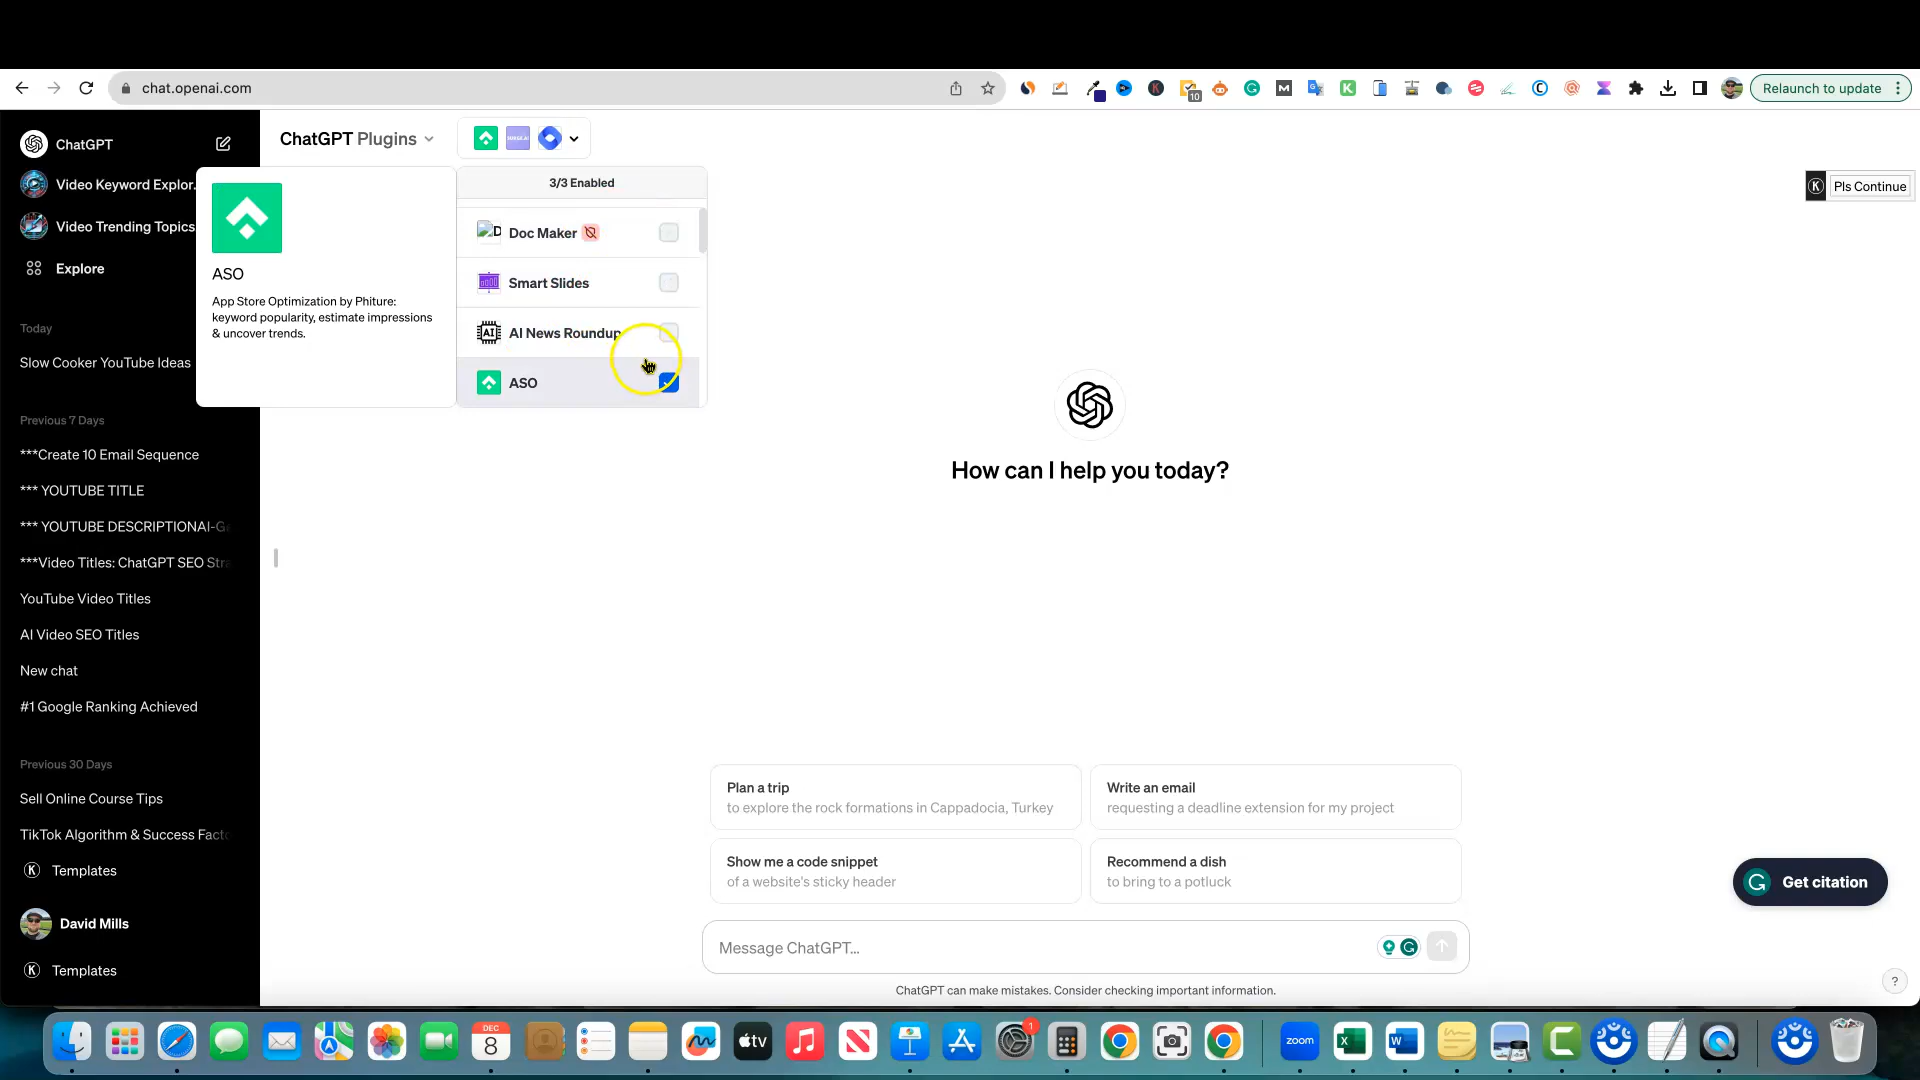 chat.openai.com
10
Relaunch to update
ChatGPT
Video Keyword Explor.
Video Trending Topics
Explore
Today
Slow Cooker YouTube Ideas
Previous 7 Days
***Create 10 Email Sequence
*** YOUTUBE TITLE
*** YOUTUBE DESCRIPTIONAI-G
***Video Titles: ChatGPT SEO Stra
YouTube Video Titles
AI Video SEO Titles
New chat
#1 Google Ranking Achieved
Previous 30 Days
Sell Online Course Tips
TikTok Algorithm & Success Facto
Templates
David Mills
Templates
ChatGPT Plugins
ASO
App Store Optimization by Phiture:
keyword popularity, estimate impressions
& uncover trends.
3/3 Enabled
Doc Maker
Smart Slides
AI News Roundup
ASO
K Pls Continue
How can I help you today?
Plan a trip
to explore the rock formations in Cappadocia, Turkey
Write an email
requesting a deadline extension for my project
Show me a code snippet
of a website's sticky header
Recommend a dish
to bring to a potluck
Get citation
Message ChatGPT...
ChatGPT can make mistakes. Consider checking important information.
?
DEC
8
tv
1
zoom